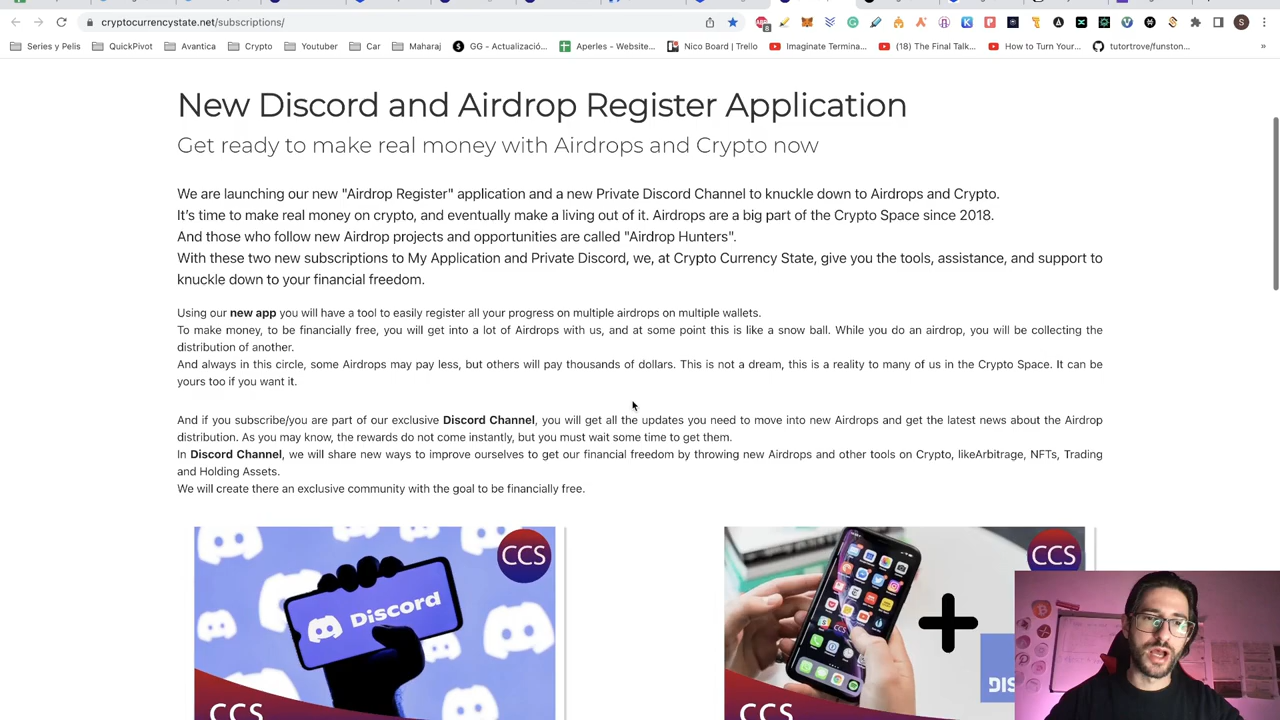 cryptocurrencystate.net/subscriptions/
Series y Pelis
QuickPivot
Avantica
Crypto
Youtuber
Car
Maharaj
GG - Actualizació...
Aperles - Website...
Nico Board | Trello
Imaginate Termina...
(18) The Final Talk...
How to Turn Your...
tutortrove/funston...
New Discord and Airdrop Register Application
Get ready to make real money with Airdrops and Crypto now
We are launching our new "Airdrop Register" application and a new Private Discord Channel to knuckle down to Airdrops and Crypto.
It's time to make real money on crypto, and eventually make a living out of it. Airdrops are a big part of the Crypto Space since 2018.
And those who follow new Airdrop projects and opportunities are called "Airdrop Hunters".
With these two new subscriptions to My Application and Private Discord, we, at Crypto Currency State, give you the tools, assistance, and support to
knuckle down to your financial freedom.
Using our new app you will have a tool to easily register all your progress on multiple airdrops on multiple wallets.
To make money, to be financially free, you will get into a lot of Airdrops with us, and at some point this is like a snow ball. While you do an airdrop, you will be collecting the
distribution of another.
And always in this circle, some Airdrops may pay less, but others will pay thousands of dollars. This is not a dream, this is a reality to many of us in the Crypto Space. It can be
yours too if you want it.
And if you subscribe/you are part of our exclusive Discord Channel, you will get all the updates you need to move into new Airdrops and get the latest news about the Airdrop
distribution. As you may know, the rewards do not come instantly, but you must wait some time to get them.
In Discord Channel, we will share new ways to improve ourselves to get our financial freedom by throwing new Airdrops and other tools on Crypto, likeArbitrage, NFTs, Trading
and Holding Assets.
We will create there an exclusive community with the goal to be financially free.
CCS
Discord
CCS
CCS
DIS
CCS